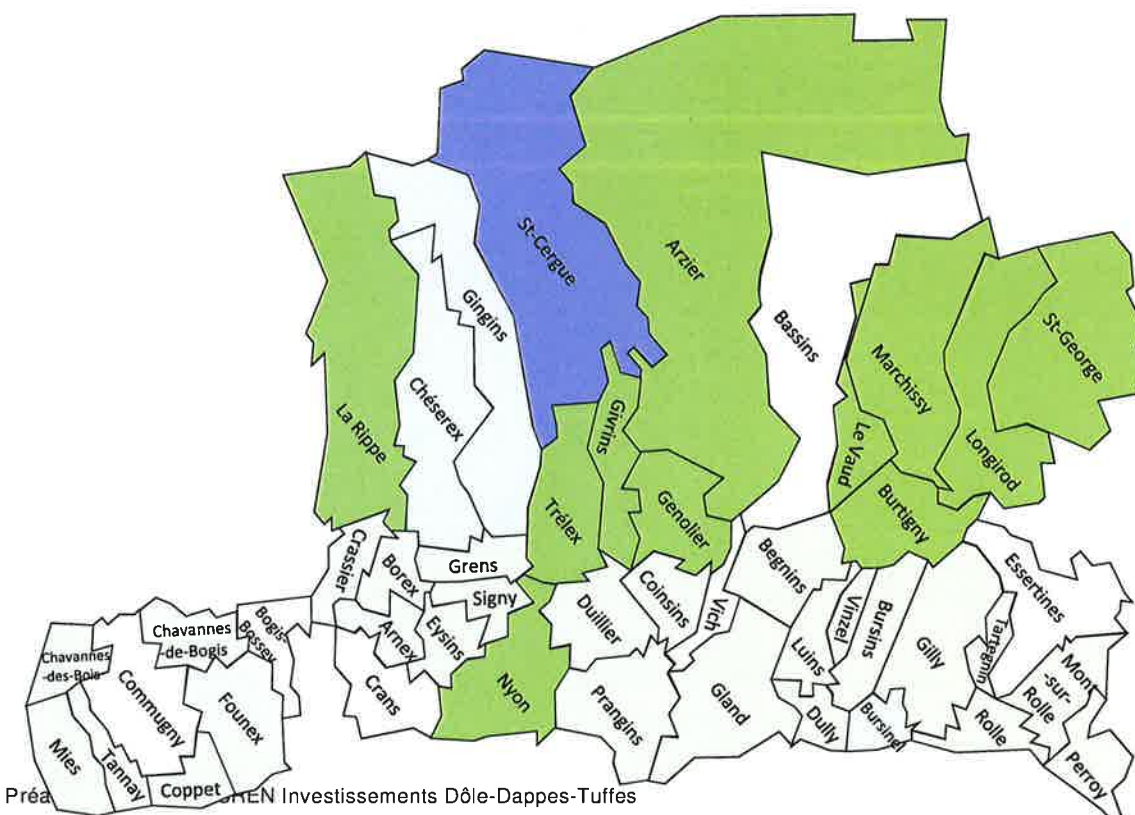 St-Cergue
Arzier
Bassins
Gingins
Chéserex
La Rippe
Marchissy
St-George
Longirod
Le Vaud
Givrins
Trélex
Genolier
Burtigny
Crassier
Borex
Grens
Signy
Arnex
Eysins
Crans
Nyon
Duillier
Coinsins
Vich
Begnins
Prangins
Gland
Luins
Vinzel
Bursins
Gilly
Tartegnin
Essertines
Mont
-sur-
Rolle
Dully
Bursinel
Rolle
Perroy
Chavannes
-des-Bois
Chavannes
-de-Bogis
Bogis-
Bossey
Commugny
Founex
Mies
Tannay
Coppet
Investissements Dôle-Dappes-Tuffes